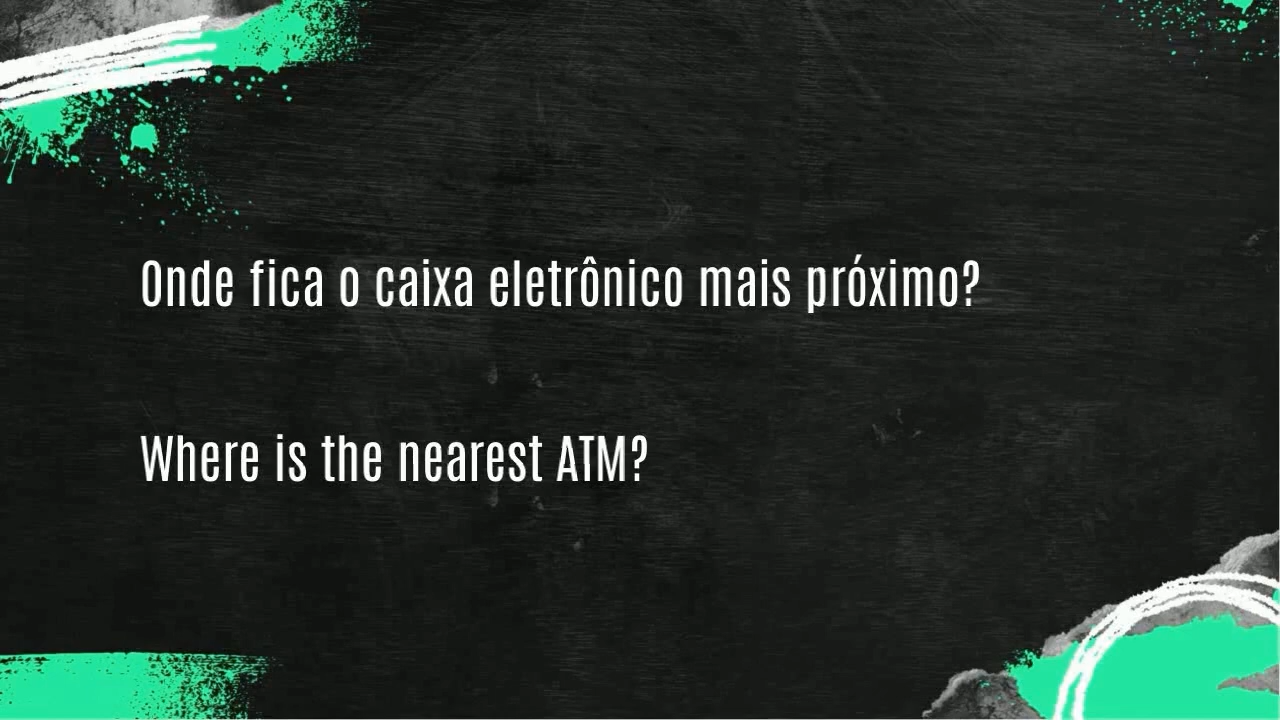 Onde fica o caixa eletrônico mais próximo?
Where is the nearest ATM?